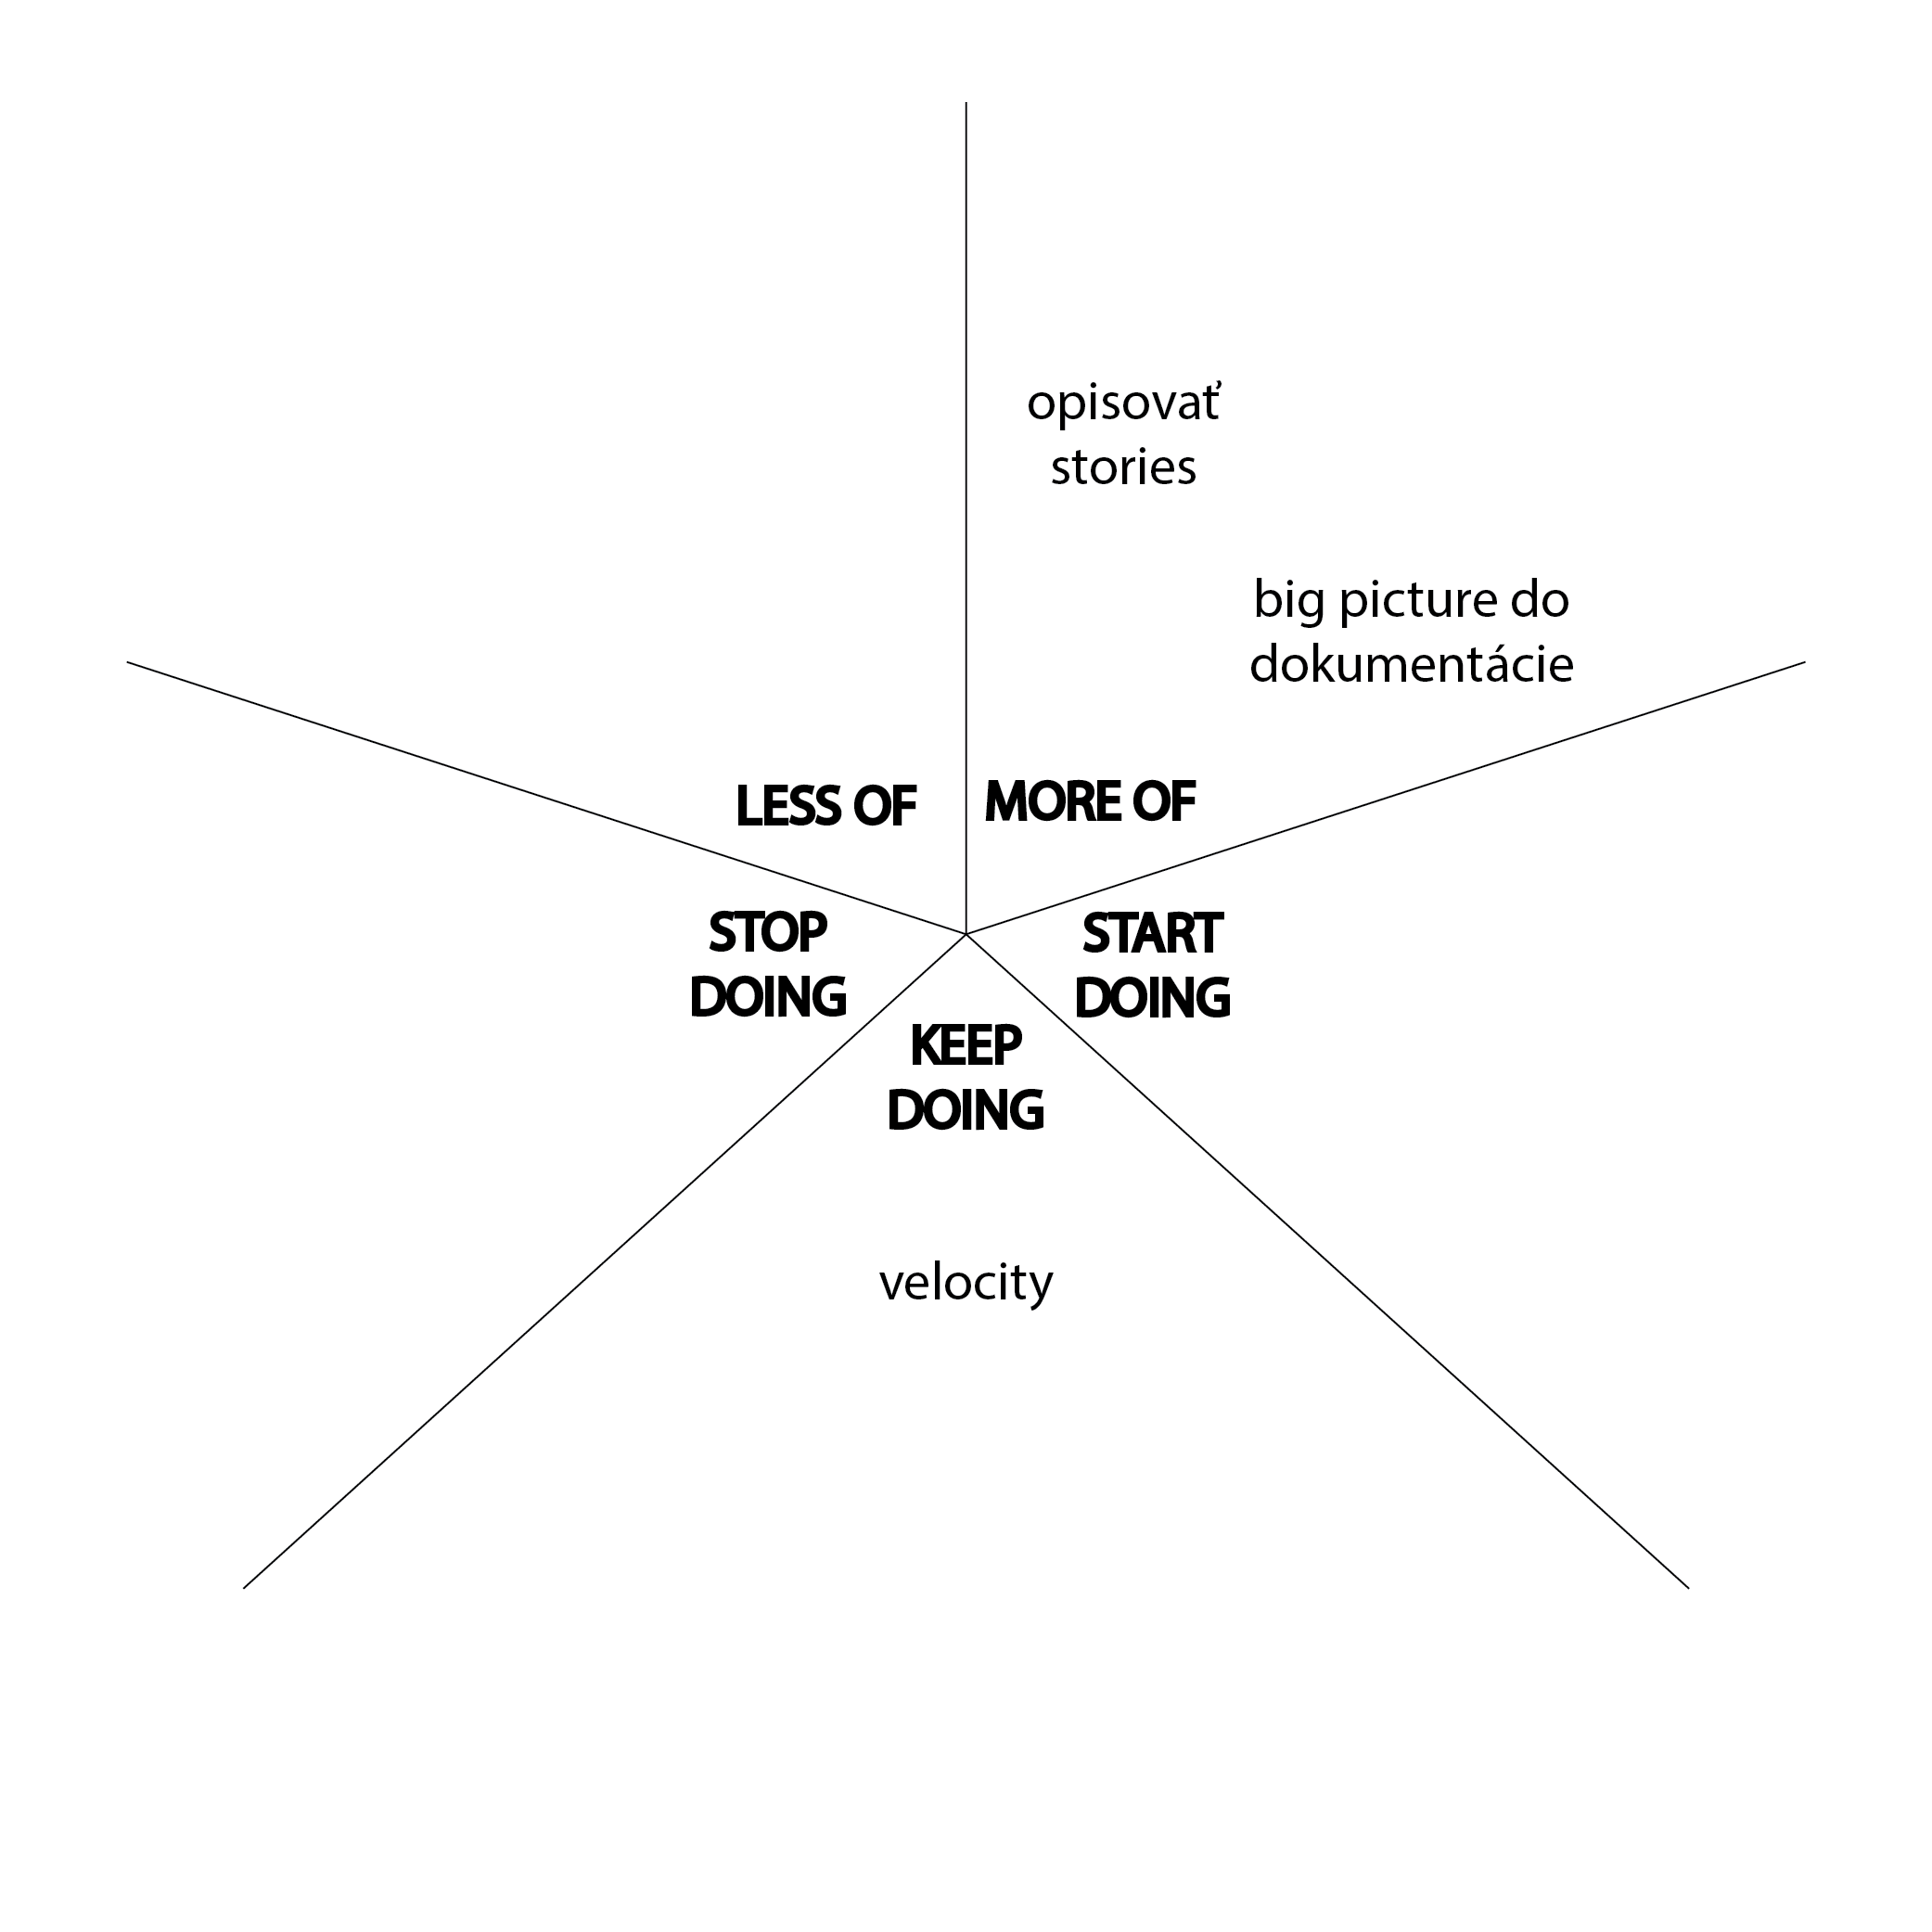 opisovať
stories
big picture do
dokumentácie
LESS OF
MORE OF
STOP
DOING
START
DOING
KEEP
DOING
velocity